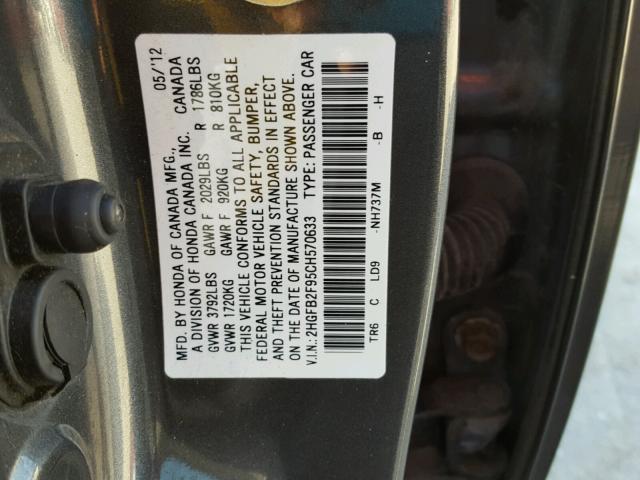 MFD. BY HONDA OF CANADA MFG., 05/'12
A DIVISION OF HONDA CANADA INC. CANADA
GVWR 3792LBS GAWR F 2029LBS R 1786LBS
GVWR 1720KG GAWR F 920KG R 810KG
THIS VEHICLE CONFORMS TO ALL APPLICABLE
FEDERAL MOTOR VEHICLE SAFETY, BUMPER,
AND THEFT PREVENTION STANDARDS IN EFFECT
ON THE DATE OF MANUFACTURE SHOWN ABOVE.
V.I.N.: 2HGFB2F95CH570633 TYPE: PASSENGER CAR
TR6 C LD9 -NH737M -B -H